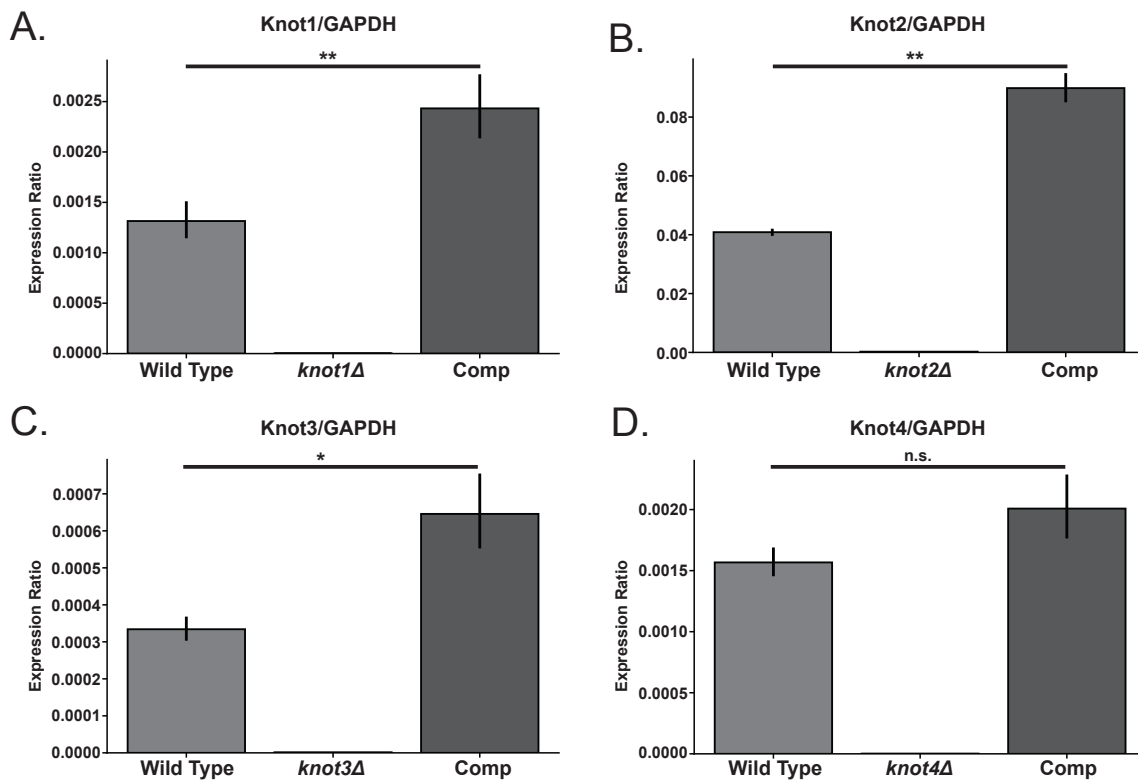 A.
Knot1/GAPDH
**
Expression Ratio
0.0025
0.0020
0.0015
0.0010
0.0005
0.0000
Wild Type knot1Δ Comp
B.
Knot2/GAPDH
**
Expression Ratio
0.08
0.06
0.04
0.02
0.00
Wild Type knot2Δ Comp
C.
Knot3/GAPDH
*
Expression Ratio
0.0007
0.0006
0.0005
0.0004
0.0003
0.0002
0.0001
0.0000
Wild Type knot3Δ Comp
D.
Knot4/GAPDH
n.s.
Expression Ratio
0.0020
0.0015
0.0010
0.0005
0.0000
Wild Type knot4Δ Comp